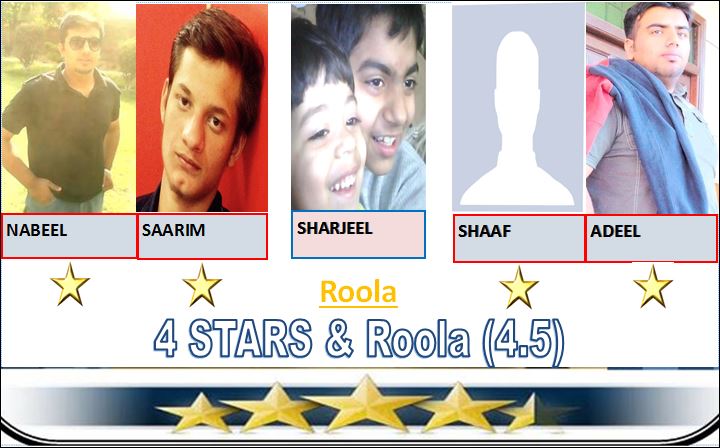 NABEEL
SAARIM
SHARJEEL
SHAAF
ADEEL
Roola
4 STARS & Roola (4.5)